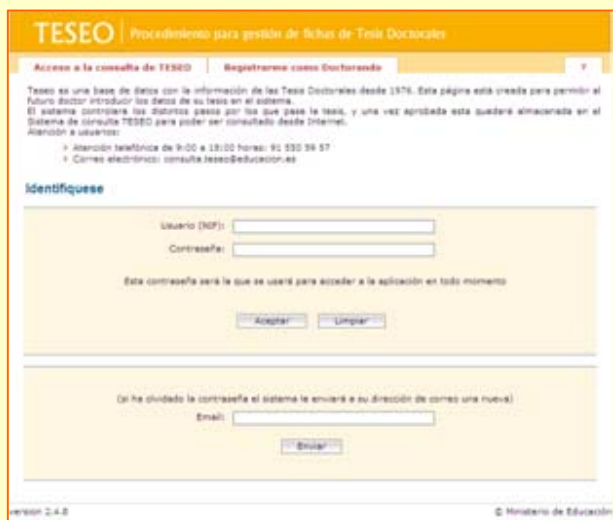 TESEO Procedimiento para gestión de fichas de Tesis Doctorales
Acceso a la consulta de TESEO Registrarme como Doctorando ?
Teseo es una base de datos con la información de las Tesis Doctorales desde 1976. Esta página está creada para permitir al
futuro doctor introducir los datos de su tesis en el sistema.
El sistema controlará los distintos pasos por los que pase la tesis, y una vez aprobada esta quedará almacenada en el
Sistema de consulta TESEO para poder ser consultado desde Internet.
Atención a usuarios:
Atención telefónica de 9:00 a 18:00 horas: 91 550 59 57
Correo electrónico: consulta.teseo@educacion.es
Identifíquese
Usuario (NIF):
Contraseña:
Esta contraseña será la que se usará para acceder a la aplicación en todo momento
Aceptar Limpiar
(si ha olvidado la contraseña el sistema le enviará a su dirección de correo una nueva)
Email:
Enviar
version 2.4.8 © Ministerio de Educación